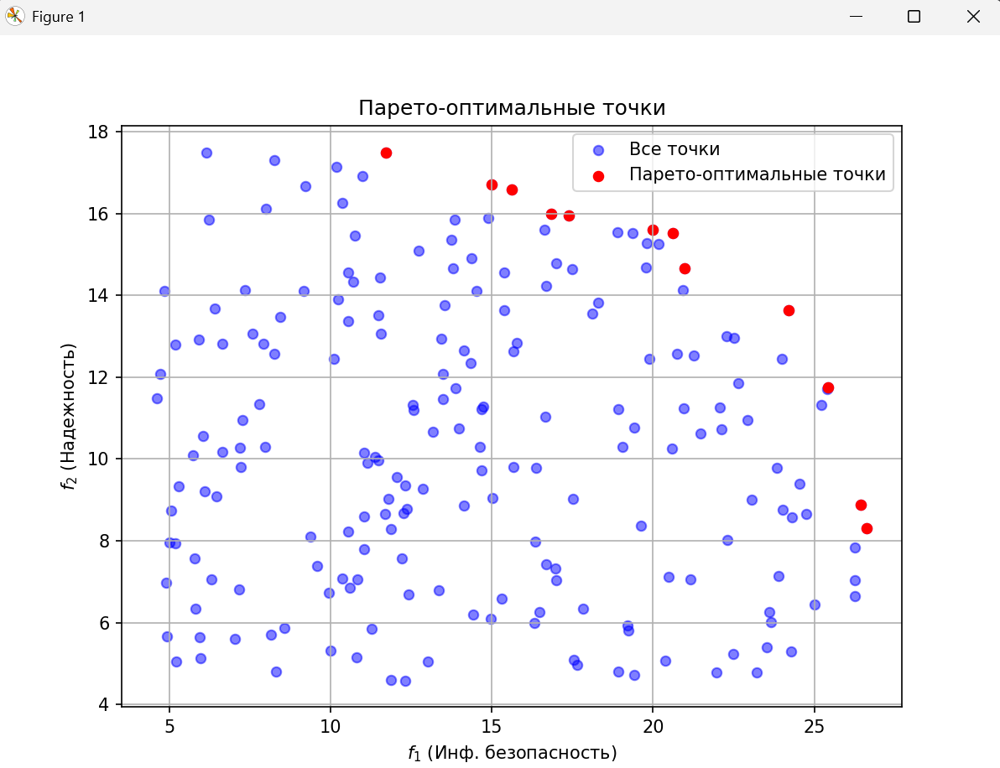 Figure 1
Парето-оптимальные точки
Все точки
Парето-оптимальные точки
18
16
14
12
10
8
6
4
f₂ (Надежность)
5
10
15
20
25
f₁ (Инф. безопасность)